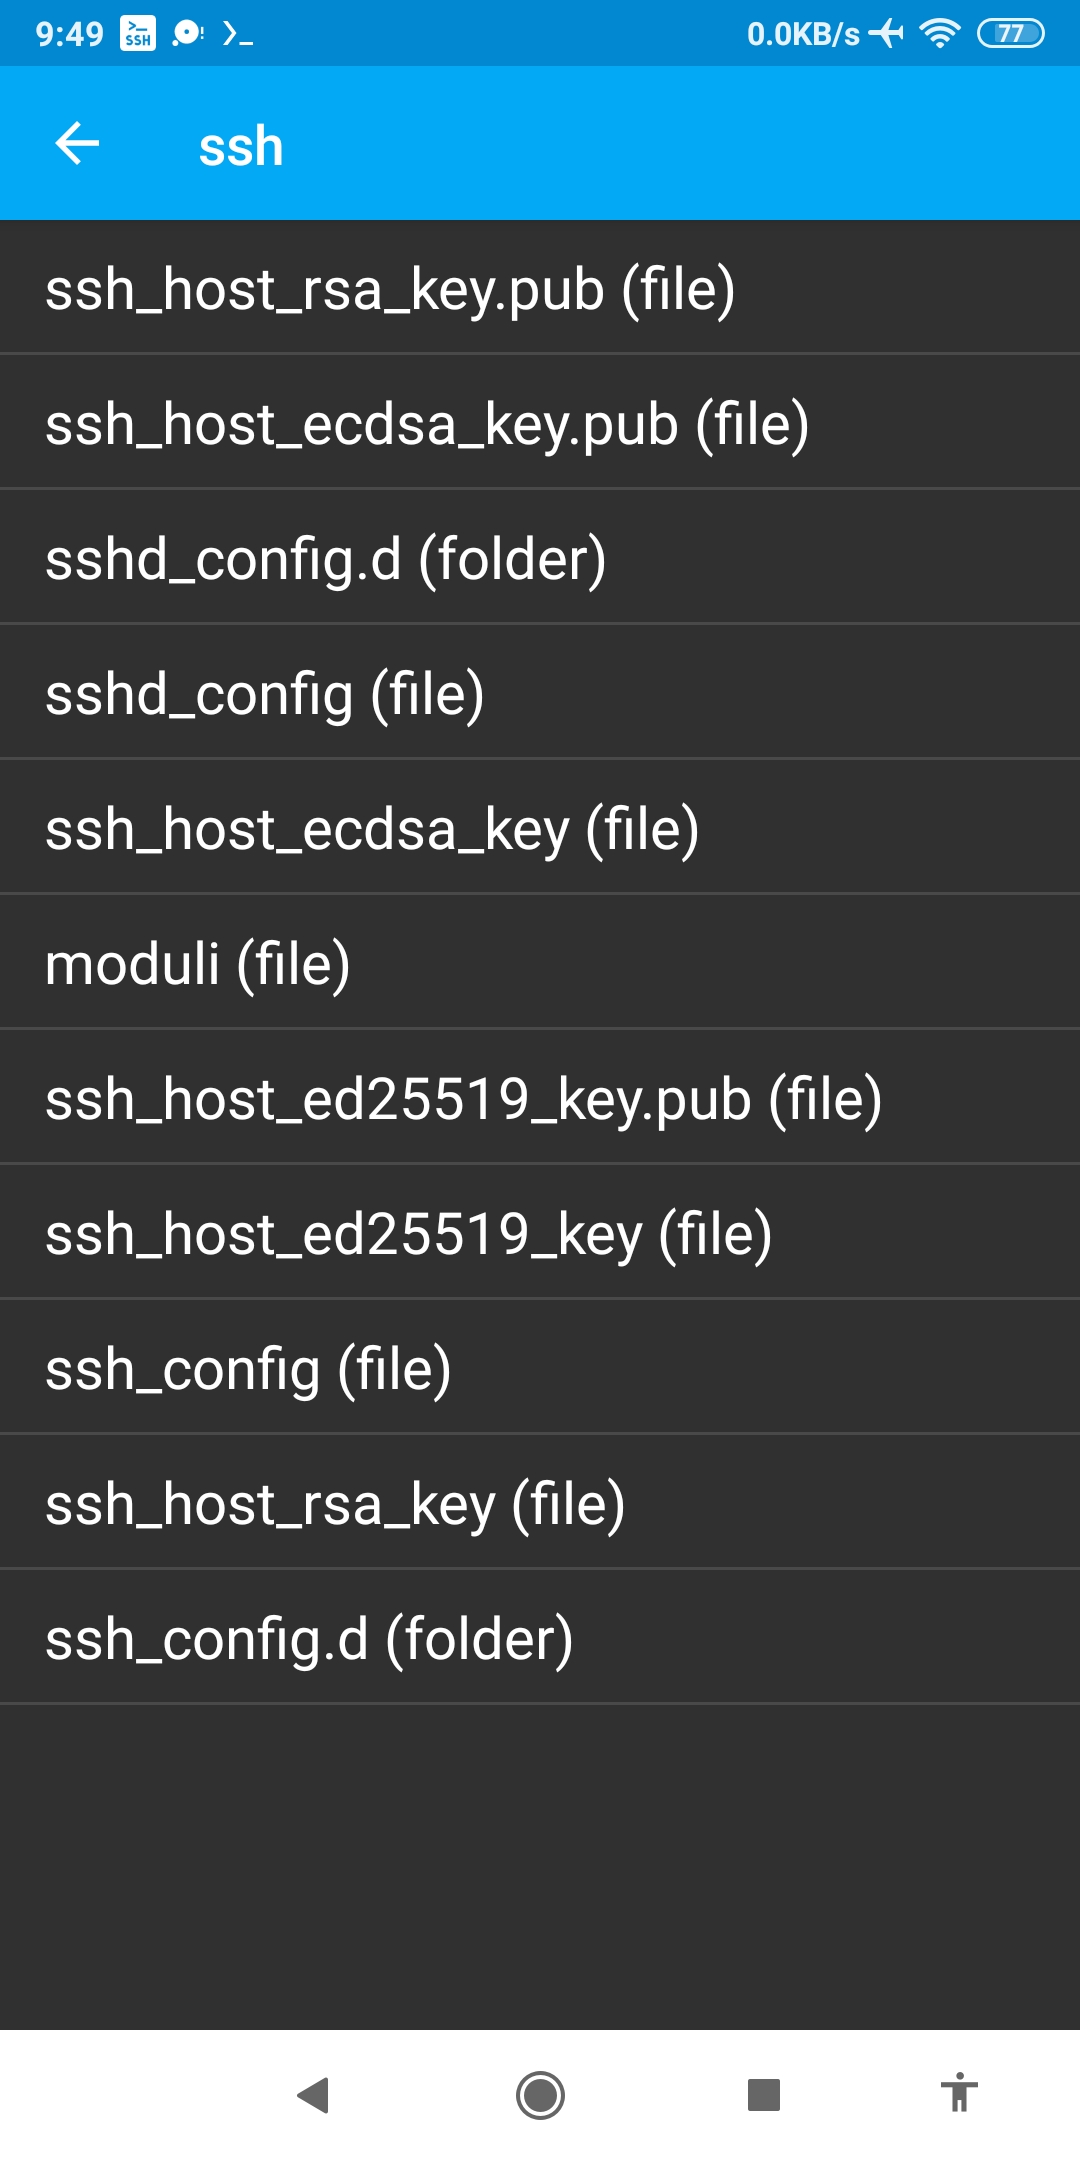 9:49 >_ SSH >_ 0.0KB/s 77
ssh
ssh_host_rsa_key.pub (file)
ssh_host_ecdsa_key.pub (file)
sshd_config.d (folder)
sshd_config (file)
ssh_host_ecdsa_key (file)
moduli (file)
ssh_host_ed25519_key.pub (file)
ssh_host_ed25519_key (file)
ssh_config (file)
ssh_host_rsa_key (file)
ssh_config.d (folder)